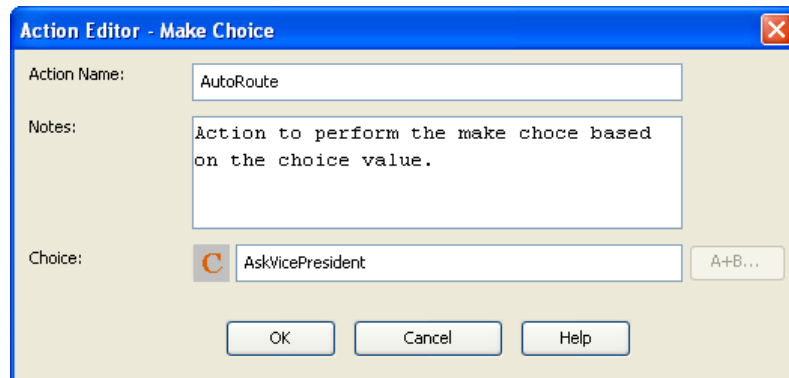 Action Editor - Make Choice
Action Name:
AutoRoute
Notes:
Action to perform the make choce based
on the choice value.
Choice:
C
AskVicePresident
A+B...
OK
Cancel
Help